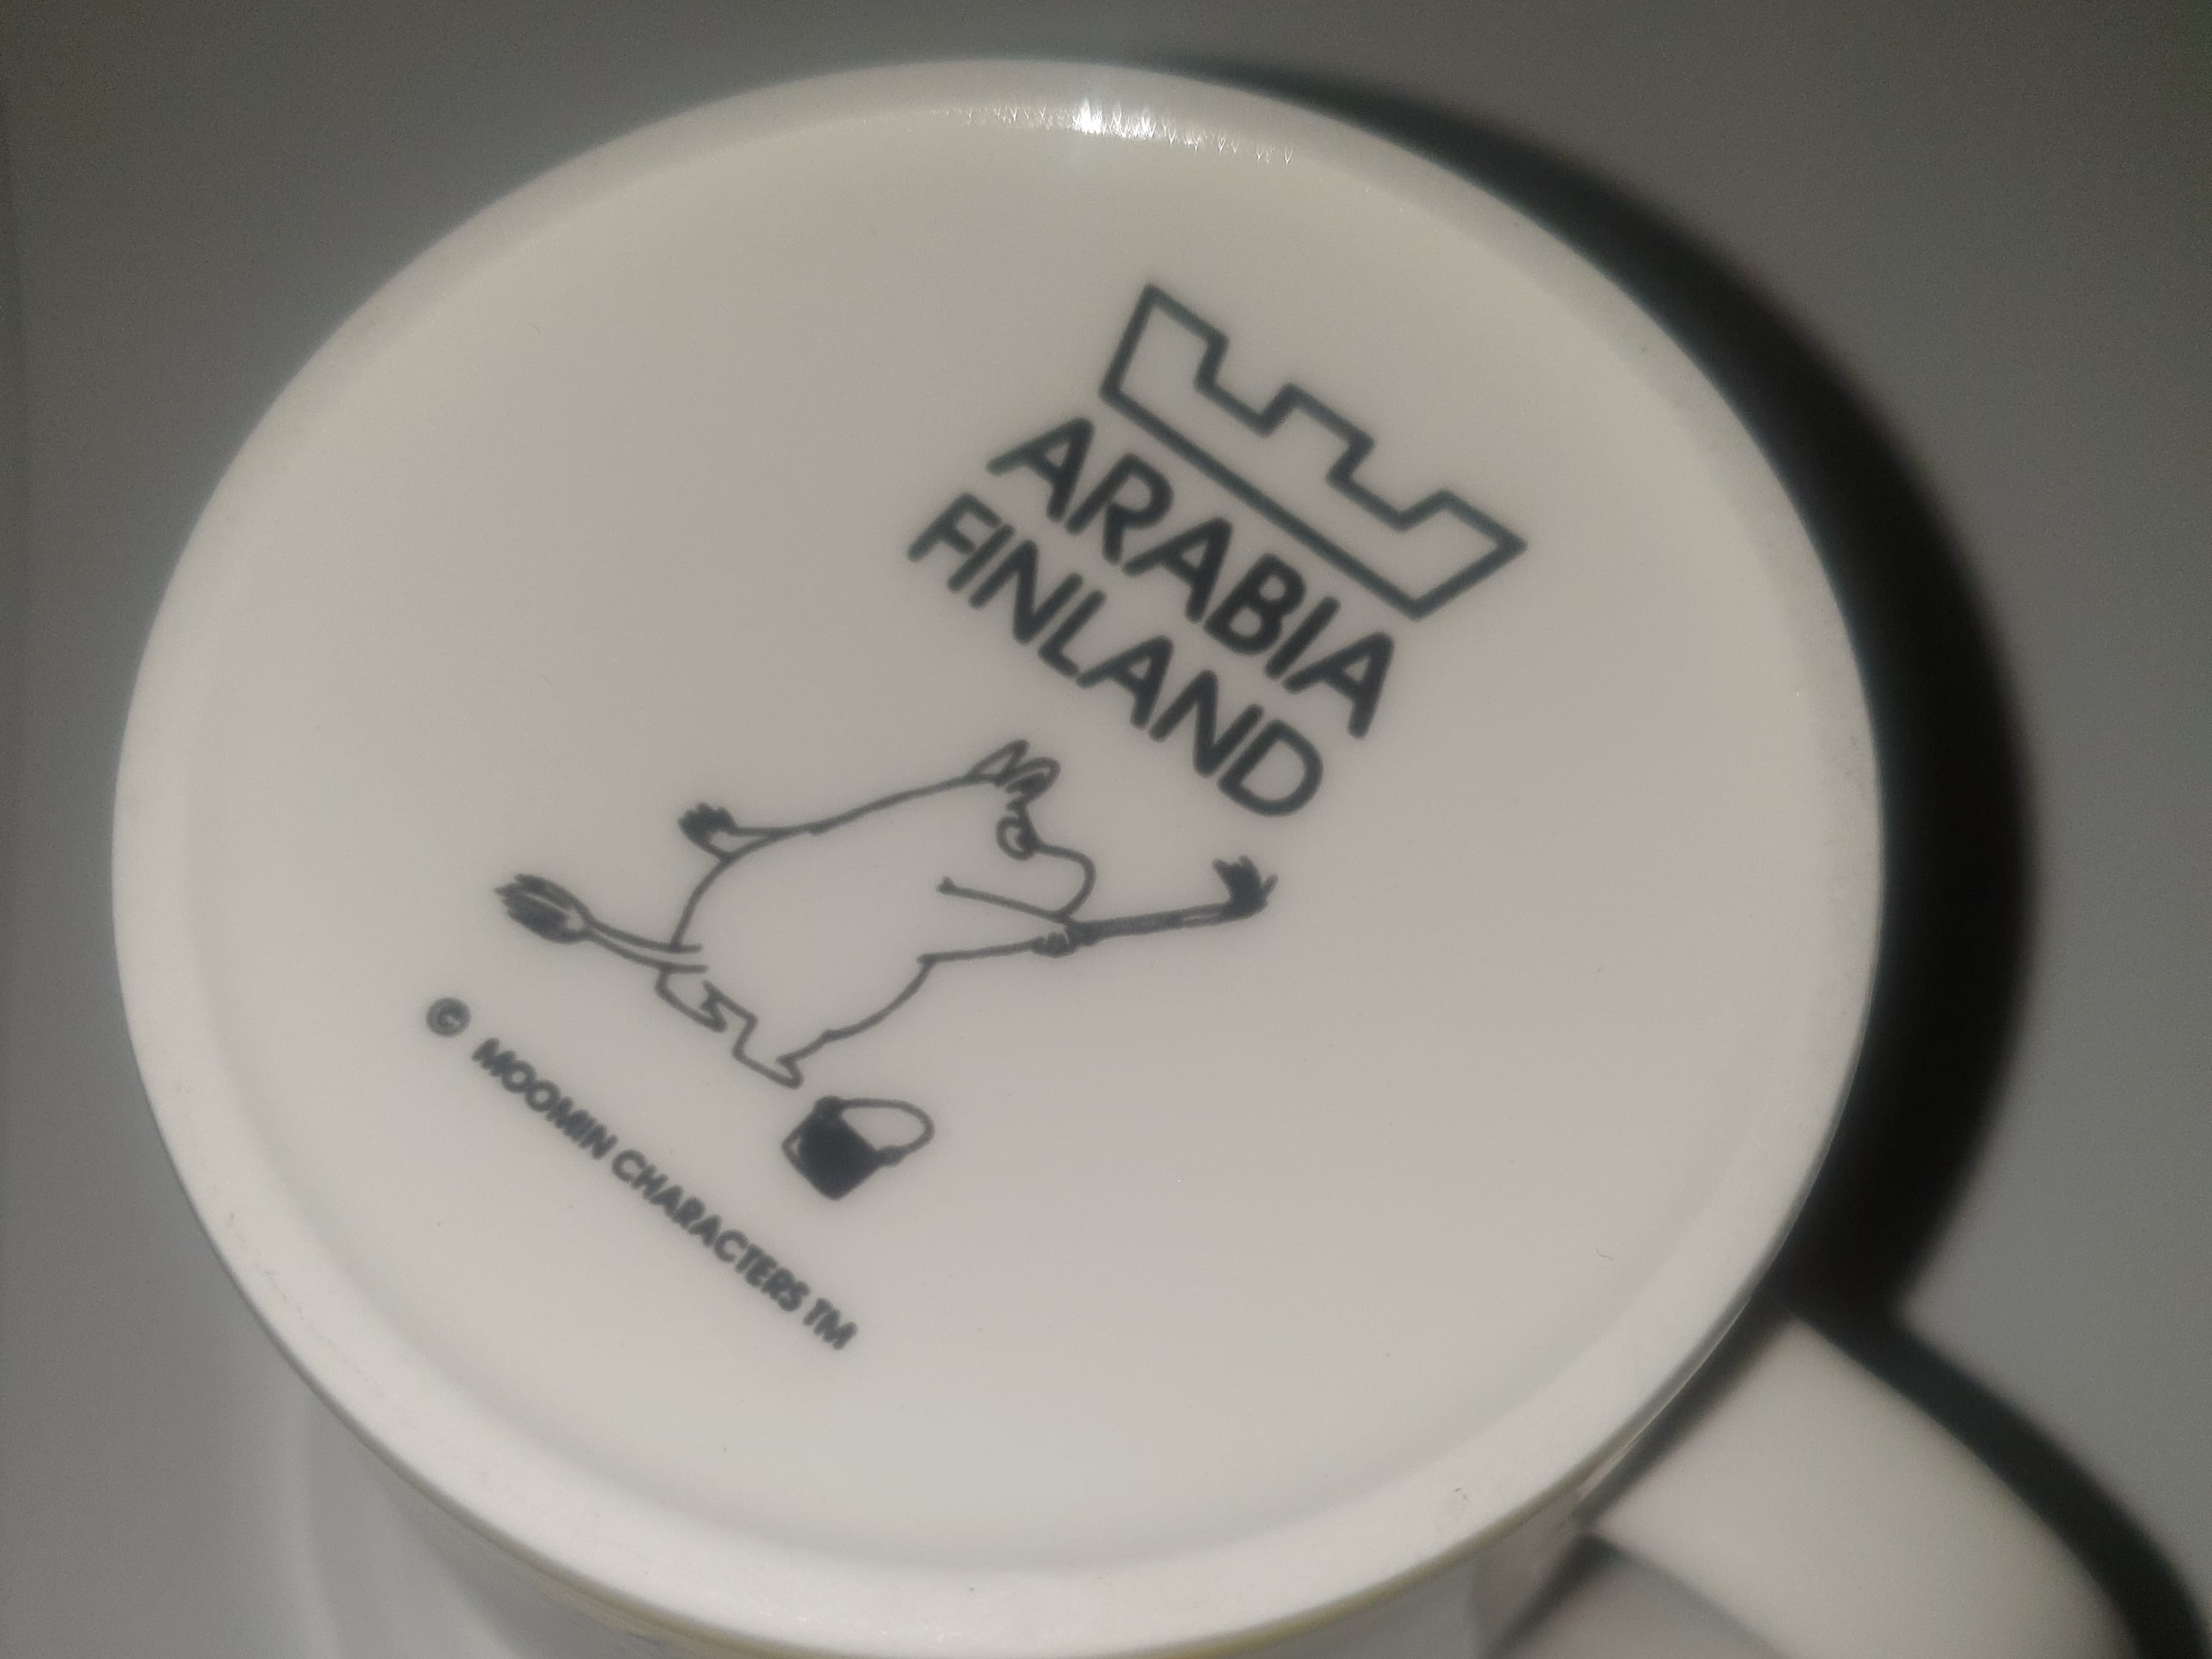 ARABIA
FINLAND
© MOOMIN CHARACTERS TM